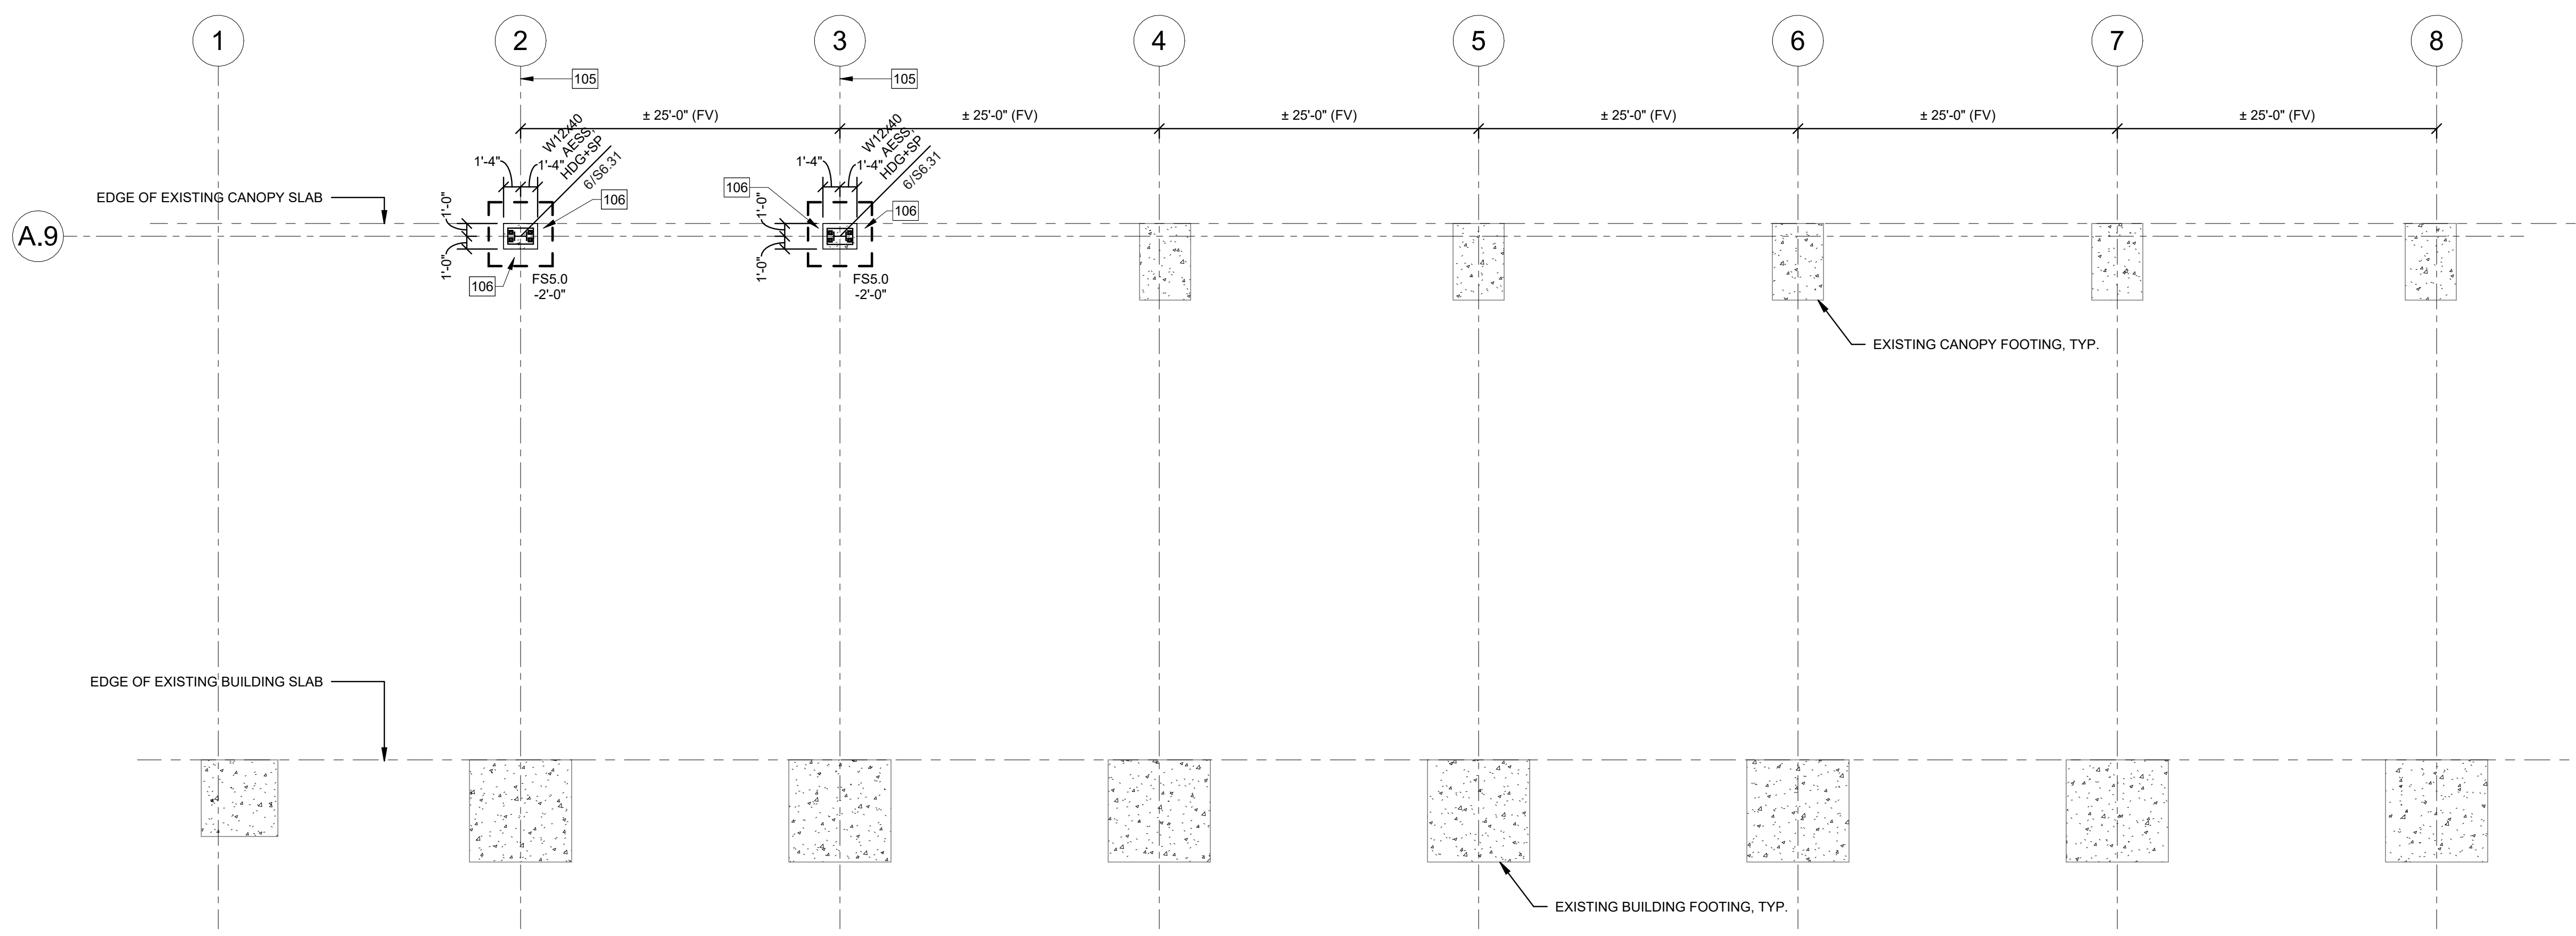 1
2
3
4
5
6
7
8
105
105
± 25'-0" (FV)
± 25'-0" (FV)
± 25'-0" (FV)
± 25'-0" (FV)
± 25'-0" (FV)
± 25'-0" (FV)
W12x40
AESS,
HDG+SP
6/S6.31
1'-4"
1'-4"
W12x40
AESS,
HDG+SP
6/S6.31
1'-4"
1'-4"
EDGE OF EXISTING CANOPY SLAB
A.9
1'-0"
1'-0"
106
106
FS5.0
-2'-0"
106
106
1'-0"
1'-0"
FS5.0
-2'-0"
EXISTING CANOPY FOOTING, TYP.
EDGE OF EXISTING BUILDING SLAB
EXISTING BUILDING FOOTING, TYP.